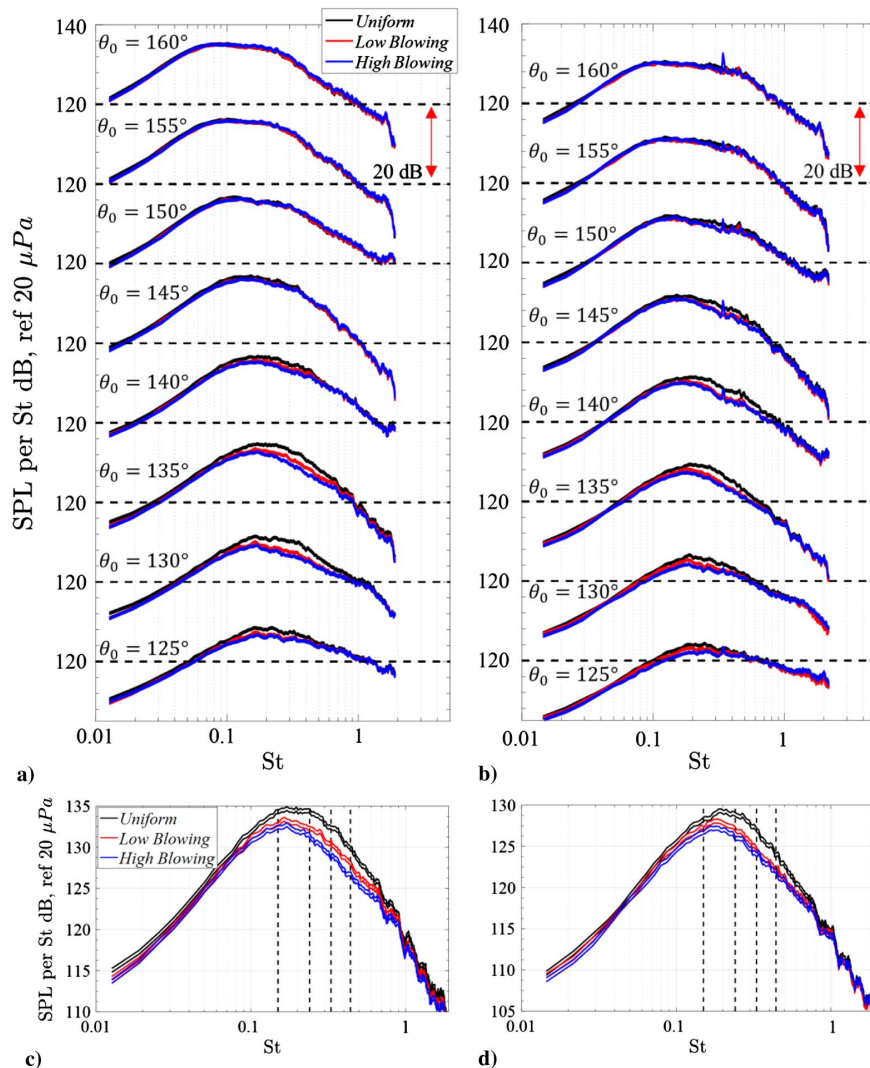 140
θ₀ = 160°
Uniform
Low Blowing
High Blowing
120
θ₀ = 155°
20 dB
120
θ₀ = 150°
120
θ₀ = 145°
120
θ₀ = 140°
120
θ₀ = 135°
120
θ₀ = 130°
120
θ₀ = 125°
120
SPL per St dB, ref 20 μPa
0.01
0.1
1
St
a)
140
θ₀ = 160°
120
θ₀ = 155°
20 dB
120
θ₀ = 150°
120
θ₀ = 145°
120
θ₀ = 140°
120
θ₀ = 135°
120
θ₀ = 130°
120
θ₀ = 125°
120
0.01
0.1
1
St
b)
SPL per St dB, ref 20 μPa
135
130
125
120
115
110
Uniform
Low Blowing
High Blowing
0.01
0.1
1
St
c)
130
125
120
115
110
105
0.01
0.1
1
St
d)